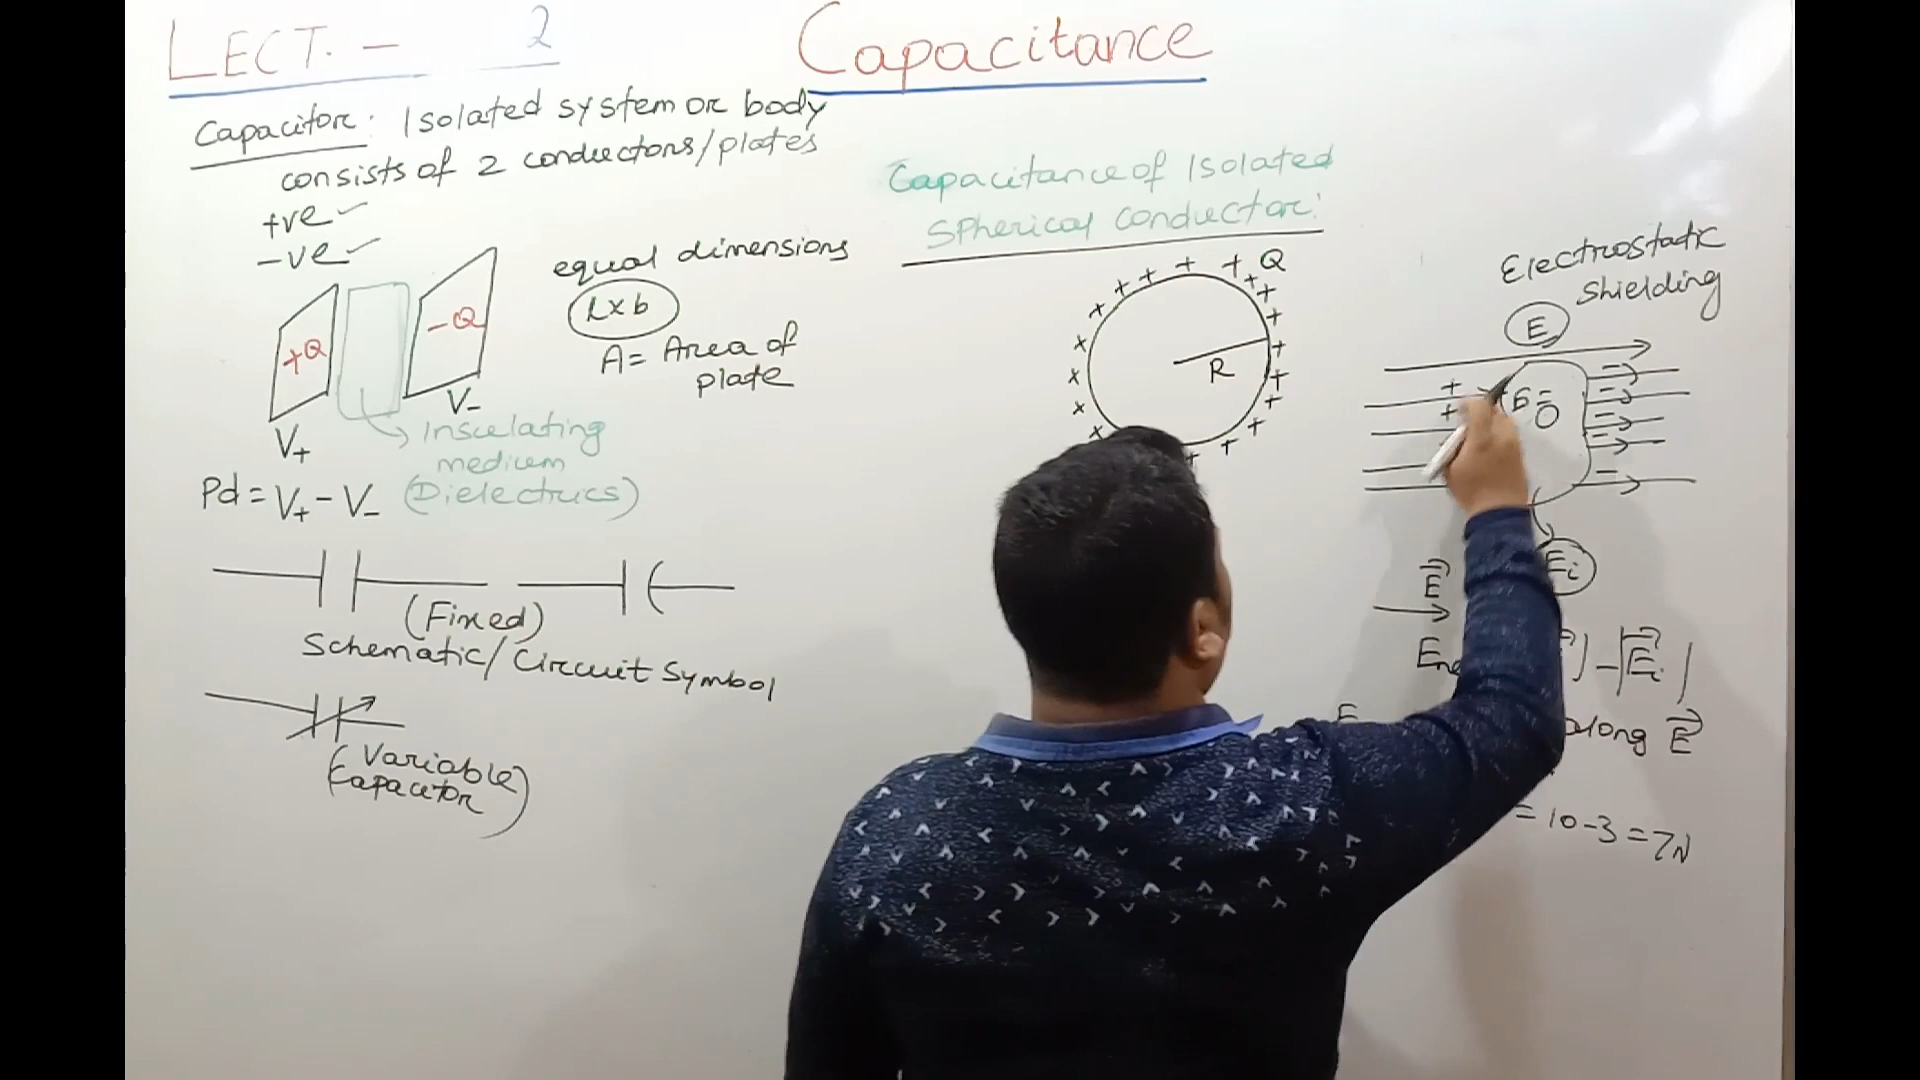 LECT. - 2
Capacitance
Capacitor: Isolated system or body
consists of 2 conductors/plates
+ve ✓
-ve ✓
+Q
-Q
V+
V-
equal dimensions
l x b
A = Area of
plate
Insulating
medium
(Dielectrics)
Pd = V+ - V-
(Fixed)
Schematic/Circuit Symbol
(Variable
Capacitor)
Capacitance of Isolated
Spherical conductor:
Q
R
Electrostatic
Shielding
E
E =
O
Ei
E
- |Ei|
along E
= 10 - 3 = 7N